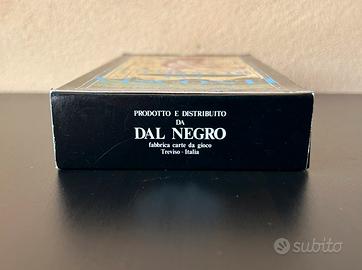 PRODOTTO E DISTRIBUITO
DA
DAL NEGRO
fabbrica carte da gioco
Treviso - Italia
subito